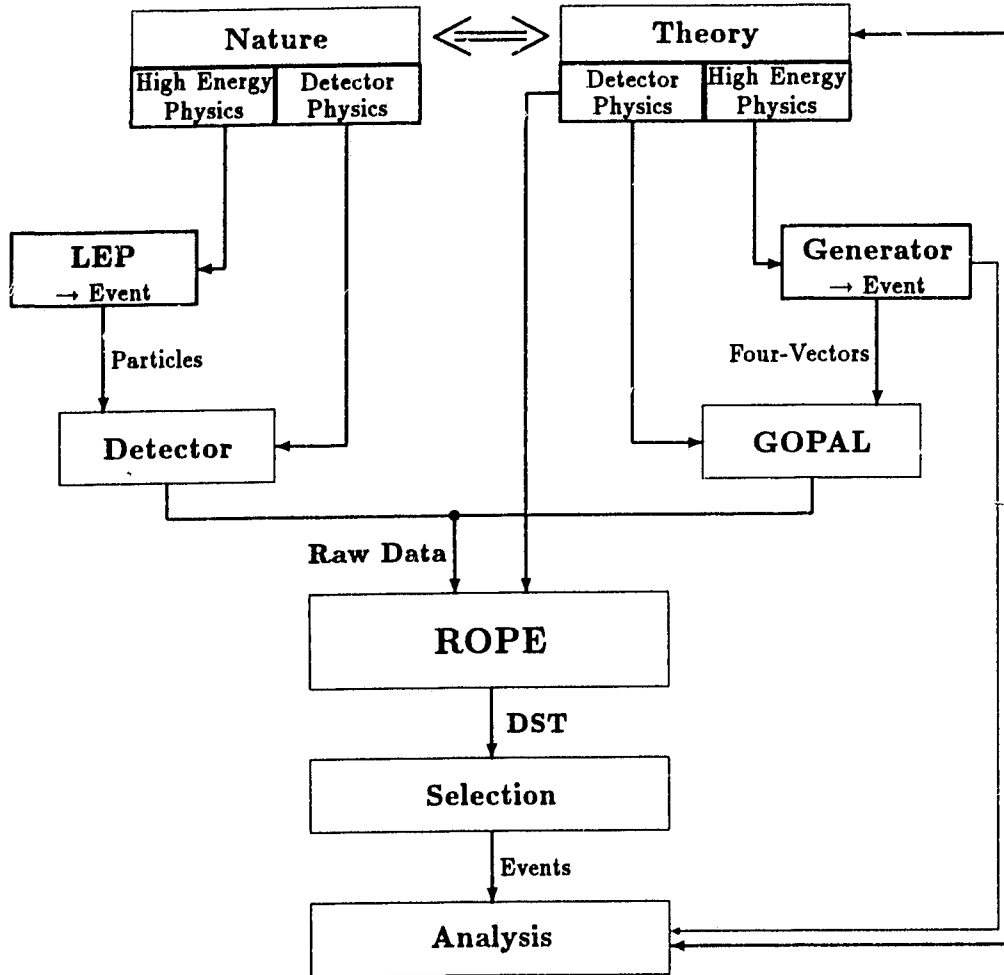 Nature
Theory
High Energy
Physics
Detector
Physics
Detector
Physics
High Energy
Physics
LEP
→ Event
Generator
→ Event
Particles
Four-Vectors
Detector
GOPAL
Raw Data
ROPE
DST
Selection
Events
Analysis